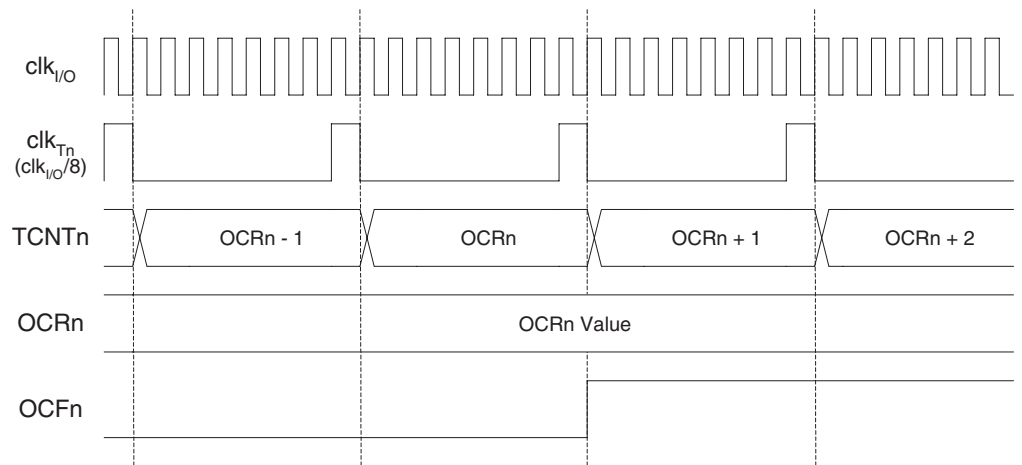 clkI/O
clkTn
(clkI/O/8)
TCNTn OCRn - 1 OCRn OCRn + 1 OCRn + 2
OCRn OCRn Value
OCFn